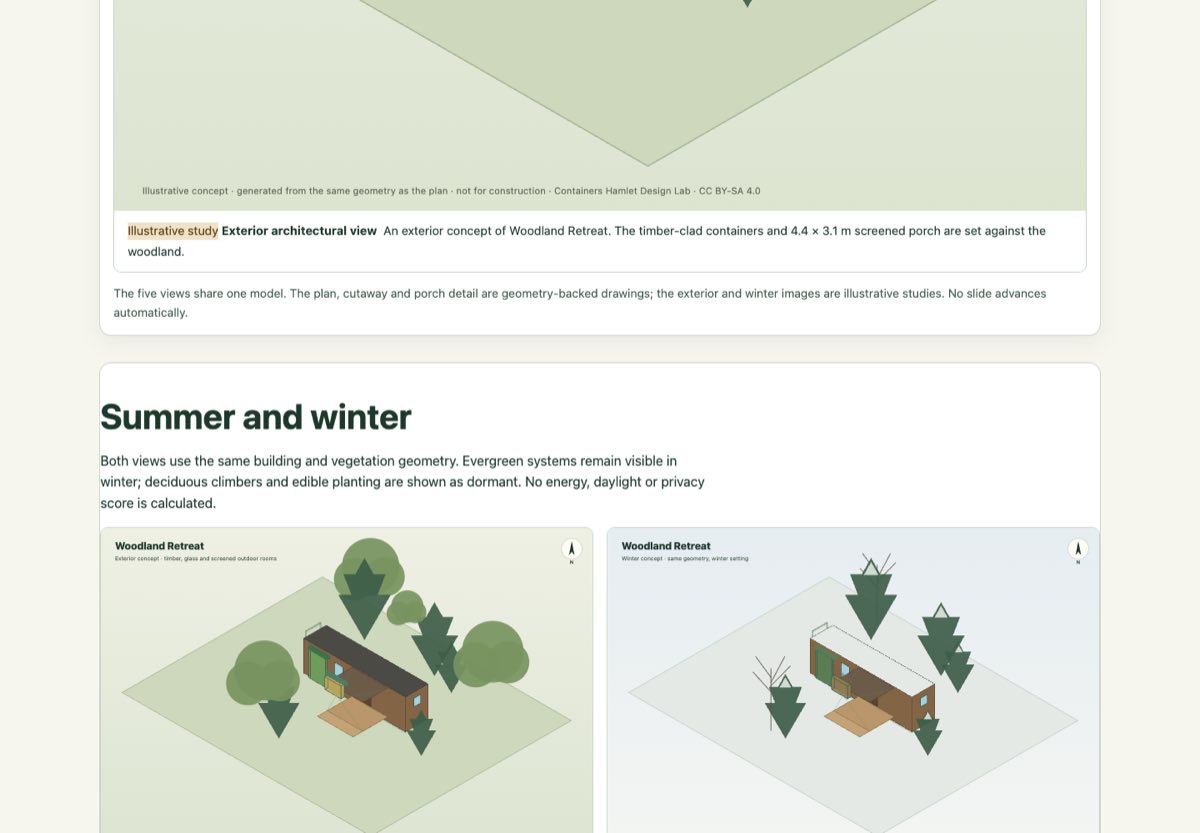 Illustrative concept · generated from the same geometry as the plan · not for construction · Containers Hamlet Design Lab · CC BY-SA 4.0
Illustrative study Exterior architectural view An exterior concept of Woodland Retreat. The timber-clad containers and 4.4 × 3.1 m screened porch are set against the
woodland.
The five views share one model. The plan, cutaway and porch detail are geometry-backed drawings; the exterior and winter images are illustrative studies. No slide advances
automatically.
Summer and winter
Both views use the same building and vegetation geometry. Evergreen systems remain visible in
winter; deciduous climbers and edible planting are shown as dormant. No energy, daylight or privacy
score is calculated.
Woodland Retreat
Exterior concept · timber, glass and screened outdoor rooms
N
Woodland Retreat
Winter concept · same geometry, winter setting
N